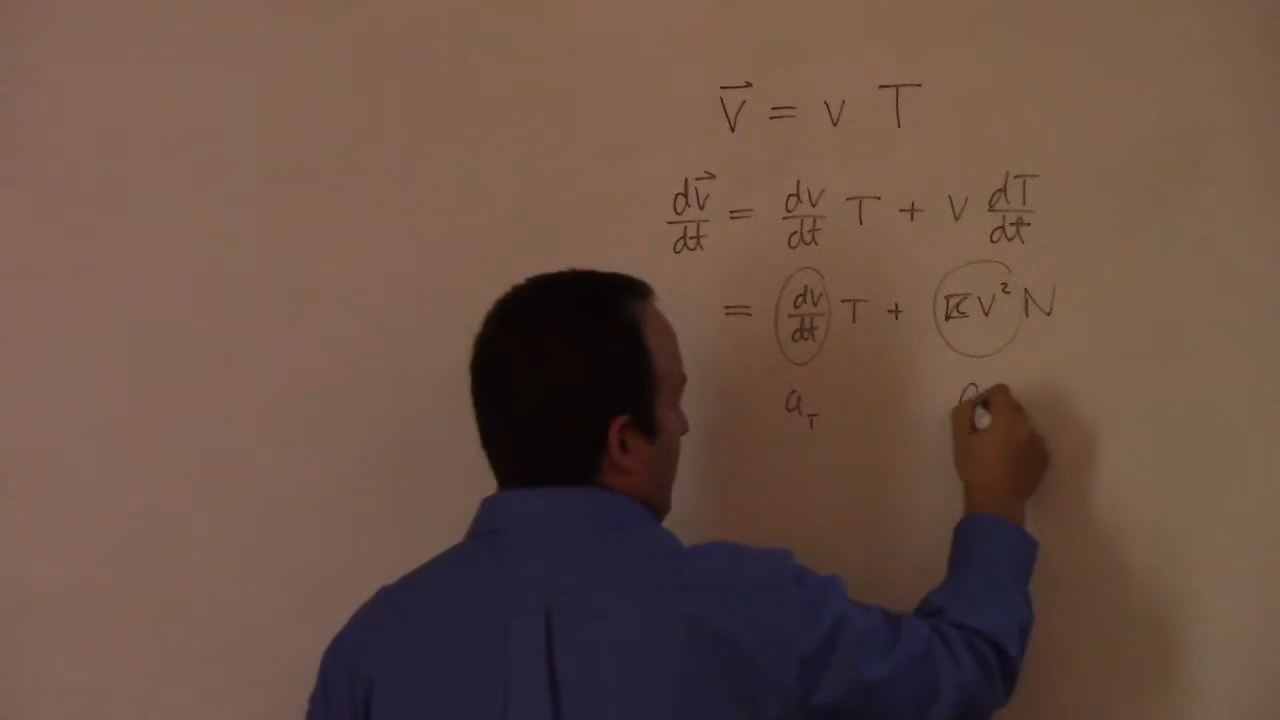 v⃗ = v T
dv⃗/dt = dv/dt T + v dT/dt
= dv/dt T + κv² N
a_T a